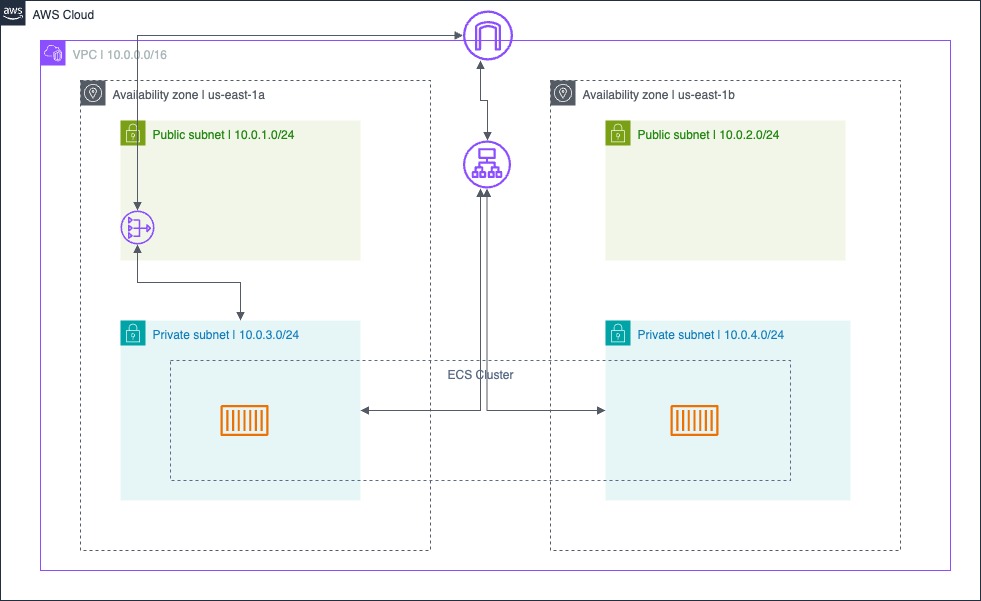 aws
AWS Cloud
VPC | 10.0.0.0/16
Availability zone | us-east-1a
Availability zone | us-east-1b
Public subnet | 10.0.1.0/24
Public subnet | 10.0.2.0/24
Private subnet | 10.0.3.0/24
Private subnet | 10.0.4.0/24
ECS Cluster